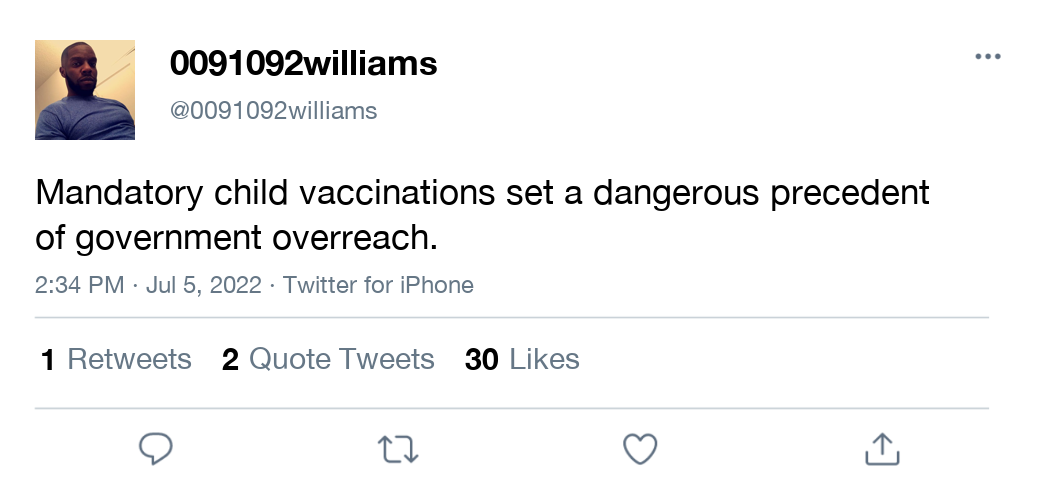 0091092williams
@0091092williams
Mandatory child vaccinations set a dangerous precedent
of government overreach.
2:34 PM · Jul 5, 2022 · Twitter for iPhone
1 Retweets 2 Quote Tweets 30 Likes